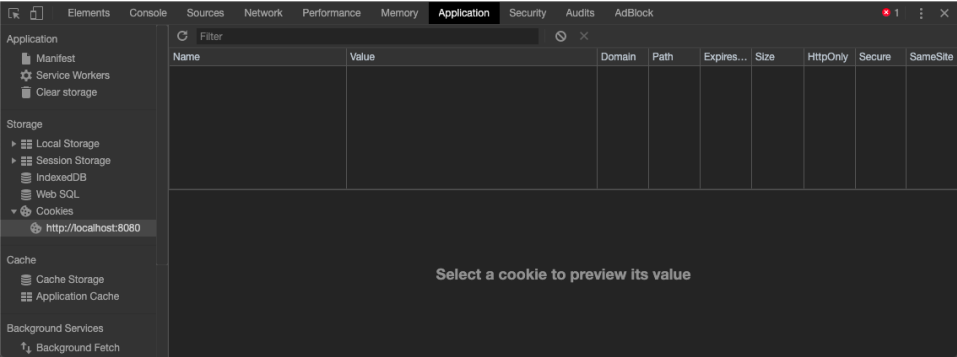 Elements Console Sources Network Performance Memory Application Security Audits AdBlock 1
Application
Manifest
Service Workers
Clear storage
Storage
Local Storage
Session Storage
IndexedDB
Web SQL
Cookies
http://localhost:8080
Cache
Cache Storage
Application Cache
Background Services
Background Fetch
Filter
Name Value Domain Path Expires... Size HttpOnly Secure SameSite
Select a cookie to preview its value